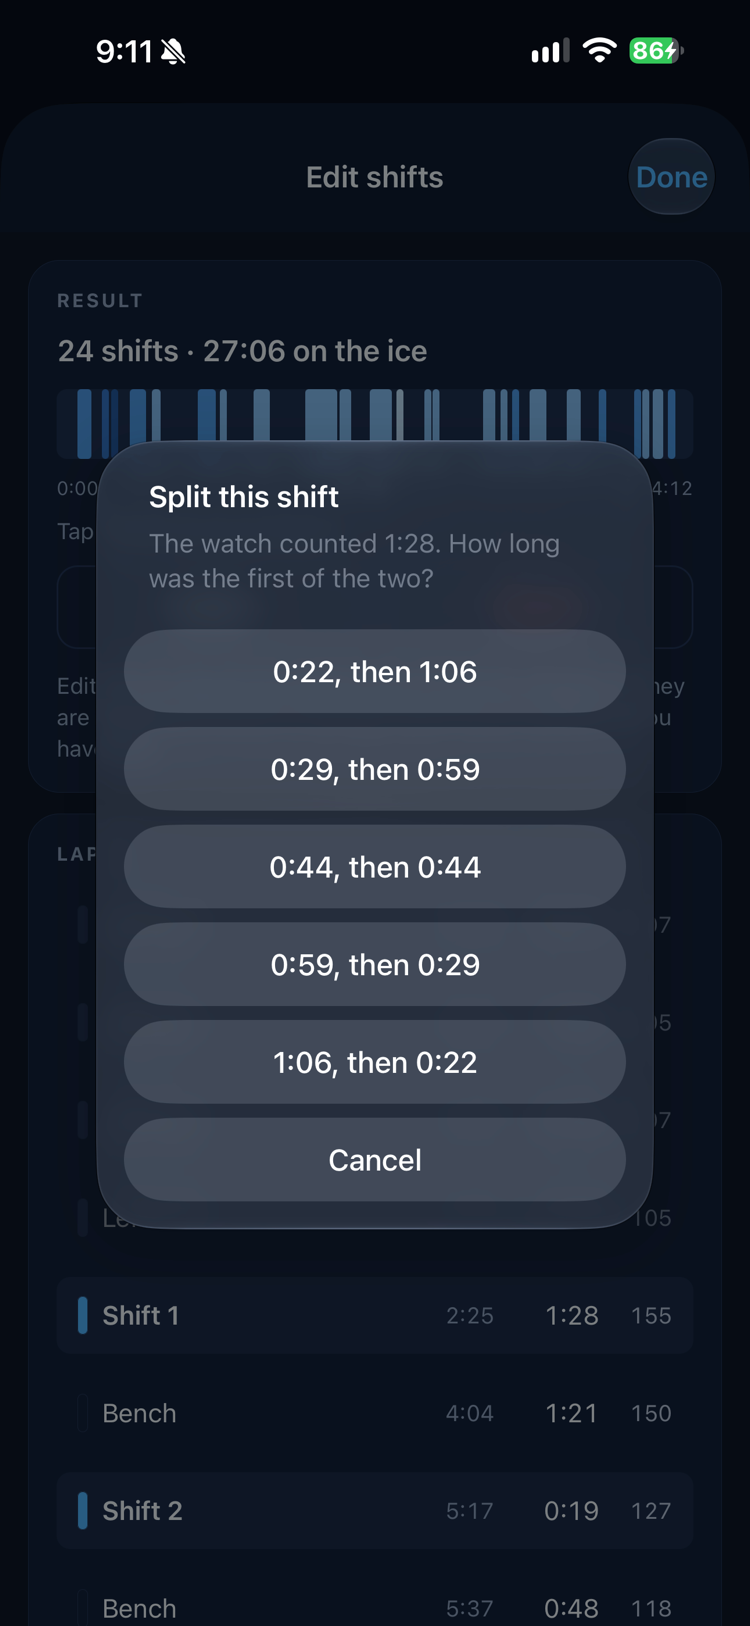 9:11
86
Edit shifts
Done
RESULT
24 shifts · 27:06 on the ice
0:00
4:12
Tap
Split this shift
The watch counted 1:28. How long
was the first of the two?
Edit
are
0:22, then 1:06
0:29, then 0:59
0:44, then 0:44
0:59, then 0:29
1:06, then 0:22
Cancel
105
Shift 1 2:25 1:28 155
Bench 4:04 1:21 150
Shift 2 5:17 0:19 127
Bench 5:37 0:48 118